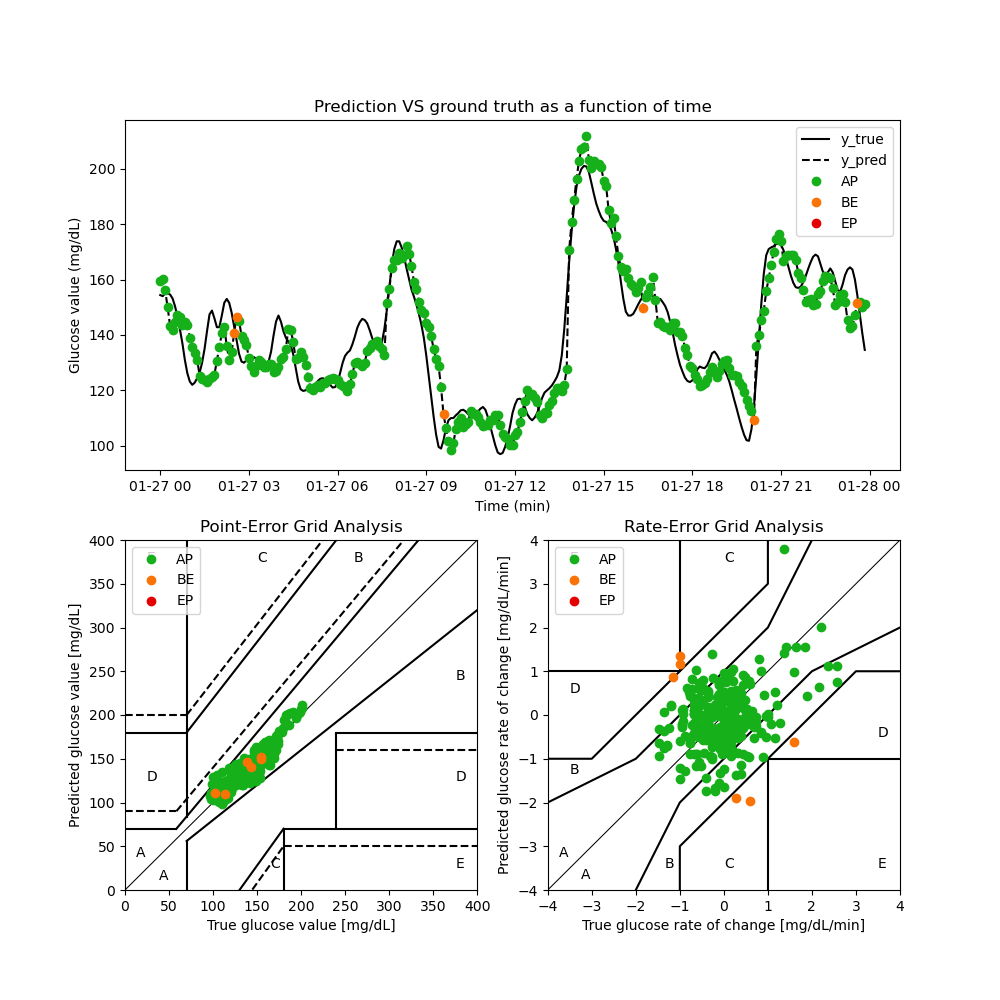 Prediction VS ground truth as a function of time
Glucose value (mg/dL)
200
180
160
140
120
100
y_true
y_pred
AP
BE
EP
01-27 00 01-27 03 01-27 06 01-27 09 01-27 12 01-27 15 01-27 18 01-27 21 01-28 00
Time (min)
Point-Error Grid Analysis
Predicted glucose value [mg/dL]
400
350
300
250
200
150
100
50
0
AP
BE
EP
C
B
B
D
D
A
A
C
E
0 50 100 150 200 250 300 350 400
True glucose value [mg/dL]
Rate-Error Grid Analysis
Predicted glucose rate of change [mg/dL/min]
4
3
2
1
0
−1
−2
−3
−4
AP
BE
EP
C
D
D
B
A
A
B
C
E
−4 −3 −2 −1 0 1 2 3 4
True glucose rate of change [mg/dL/min]